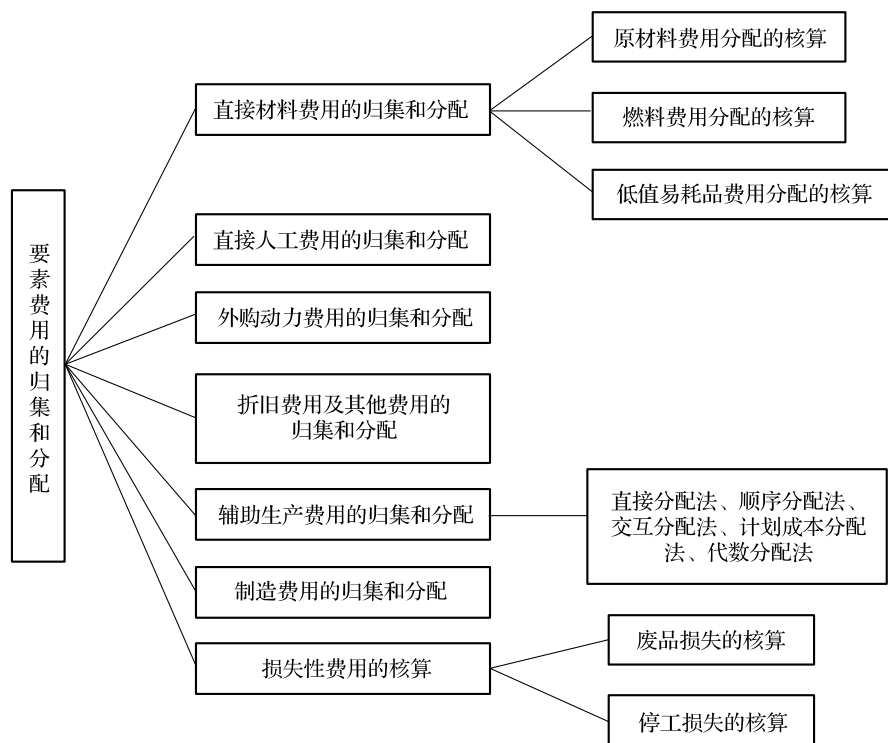 要素费用的归集和分配
直接材料费用的归集和分配
原材料费用分配的核算
燃料费用分配的核算
低值易耗品费用分配的核算
直接人工费用的归集和分配
外购动力费用的归集和分配
折旧费用及其他费用的
归集和分配
辅助生产费用的归集和分配
直接分配法、顺序分配法、
交互分配法、计划成本分配
法、代数分配法
制造费用的归集和分配
损失性费用的核算
废品损失的核算
停工损失的核算